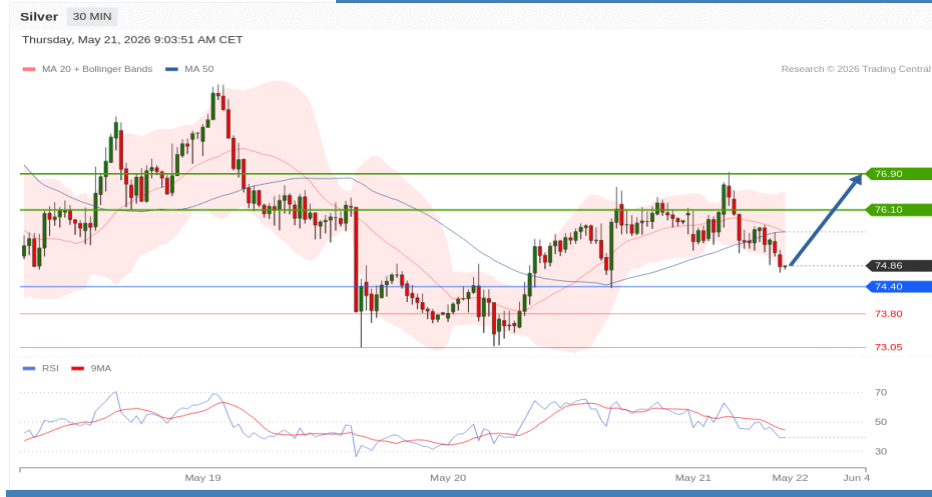 Silver 30 MIN
Thursday, May 21, 2026 9:03:51 AM CET
MA 20 + Bollinger Bands MA 50
Research © 2026 Trading Central
76.90
76.10
74.86
74.40
73.80
73.05
RSI 9MA
70
50
30
May 19 May 20 May 21 May 22 Jun 4